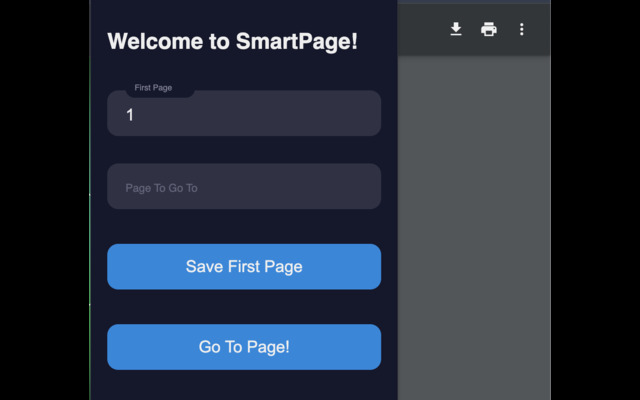 Welcome to SmartPage!
First Page
1
Page To Go To
Save First Page
Go To Page!